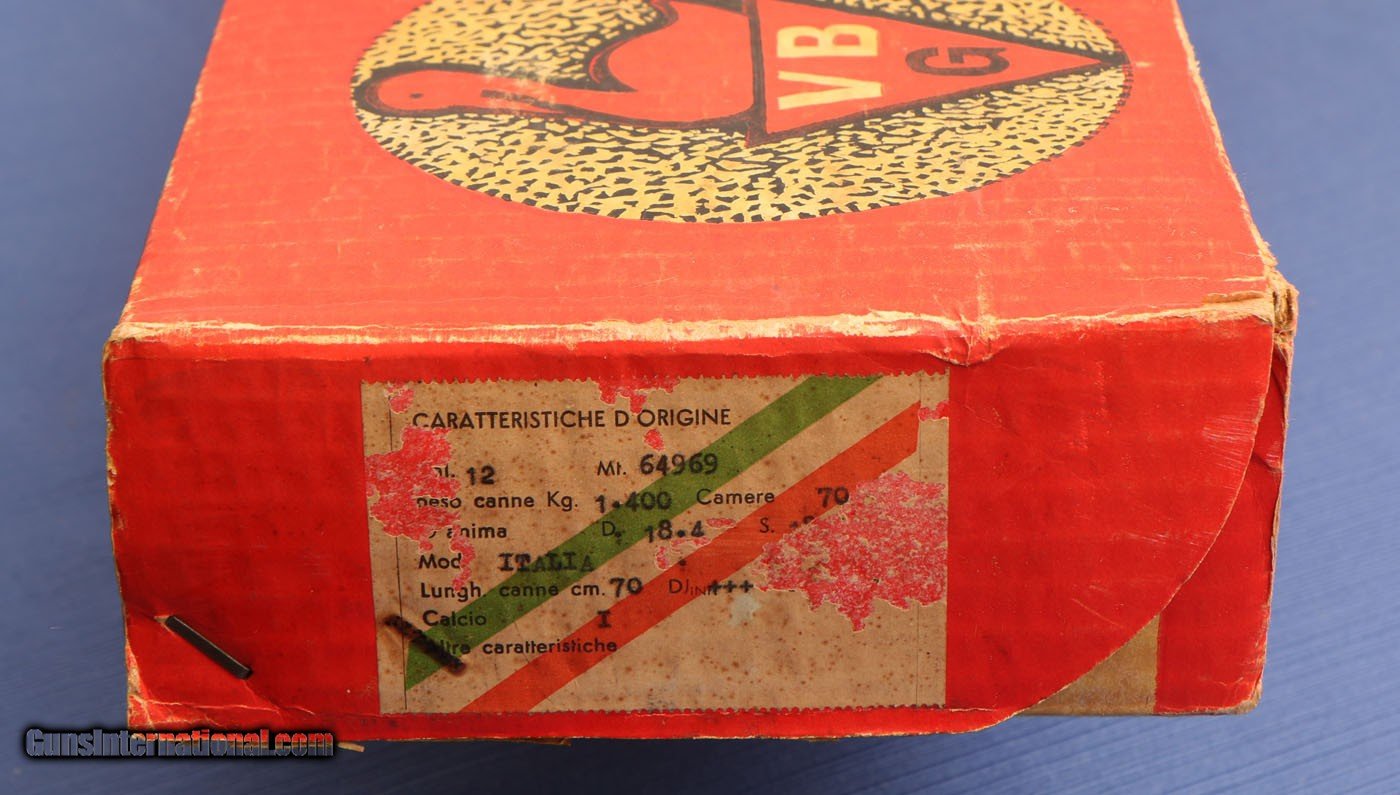 VB
G
CARATTERISTICHE D'ORIGINE
12 Mt. 64969
peso canne Kg. 1.400 Camere 70
anima D. 18.4 S.
Mod ITALIA
Lungh. canne cm. 70
Calcio I
caratteristiche
GunsInternational.com